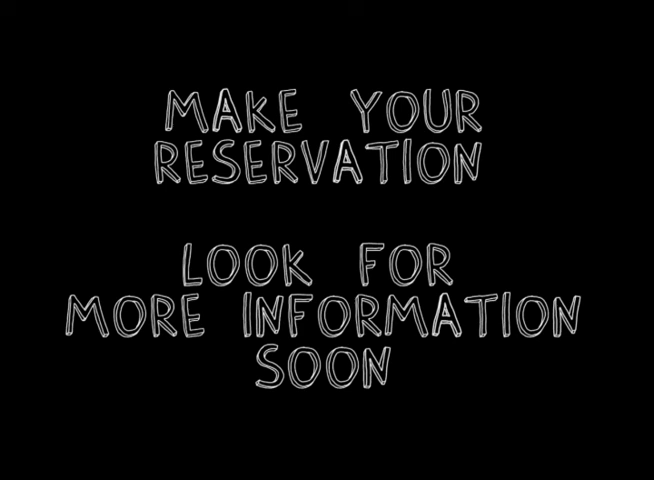 MAKE YOUR
RESERVATION
LOOK FOR
MORE INFORMATION
SOON